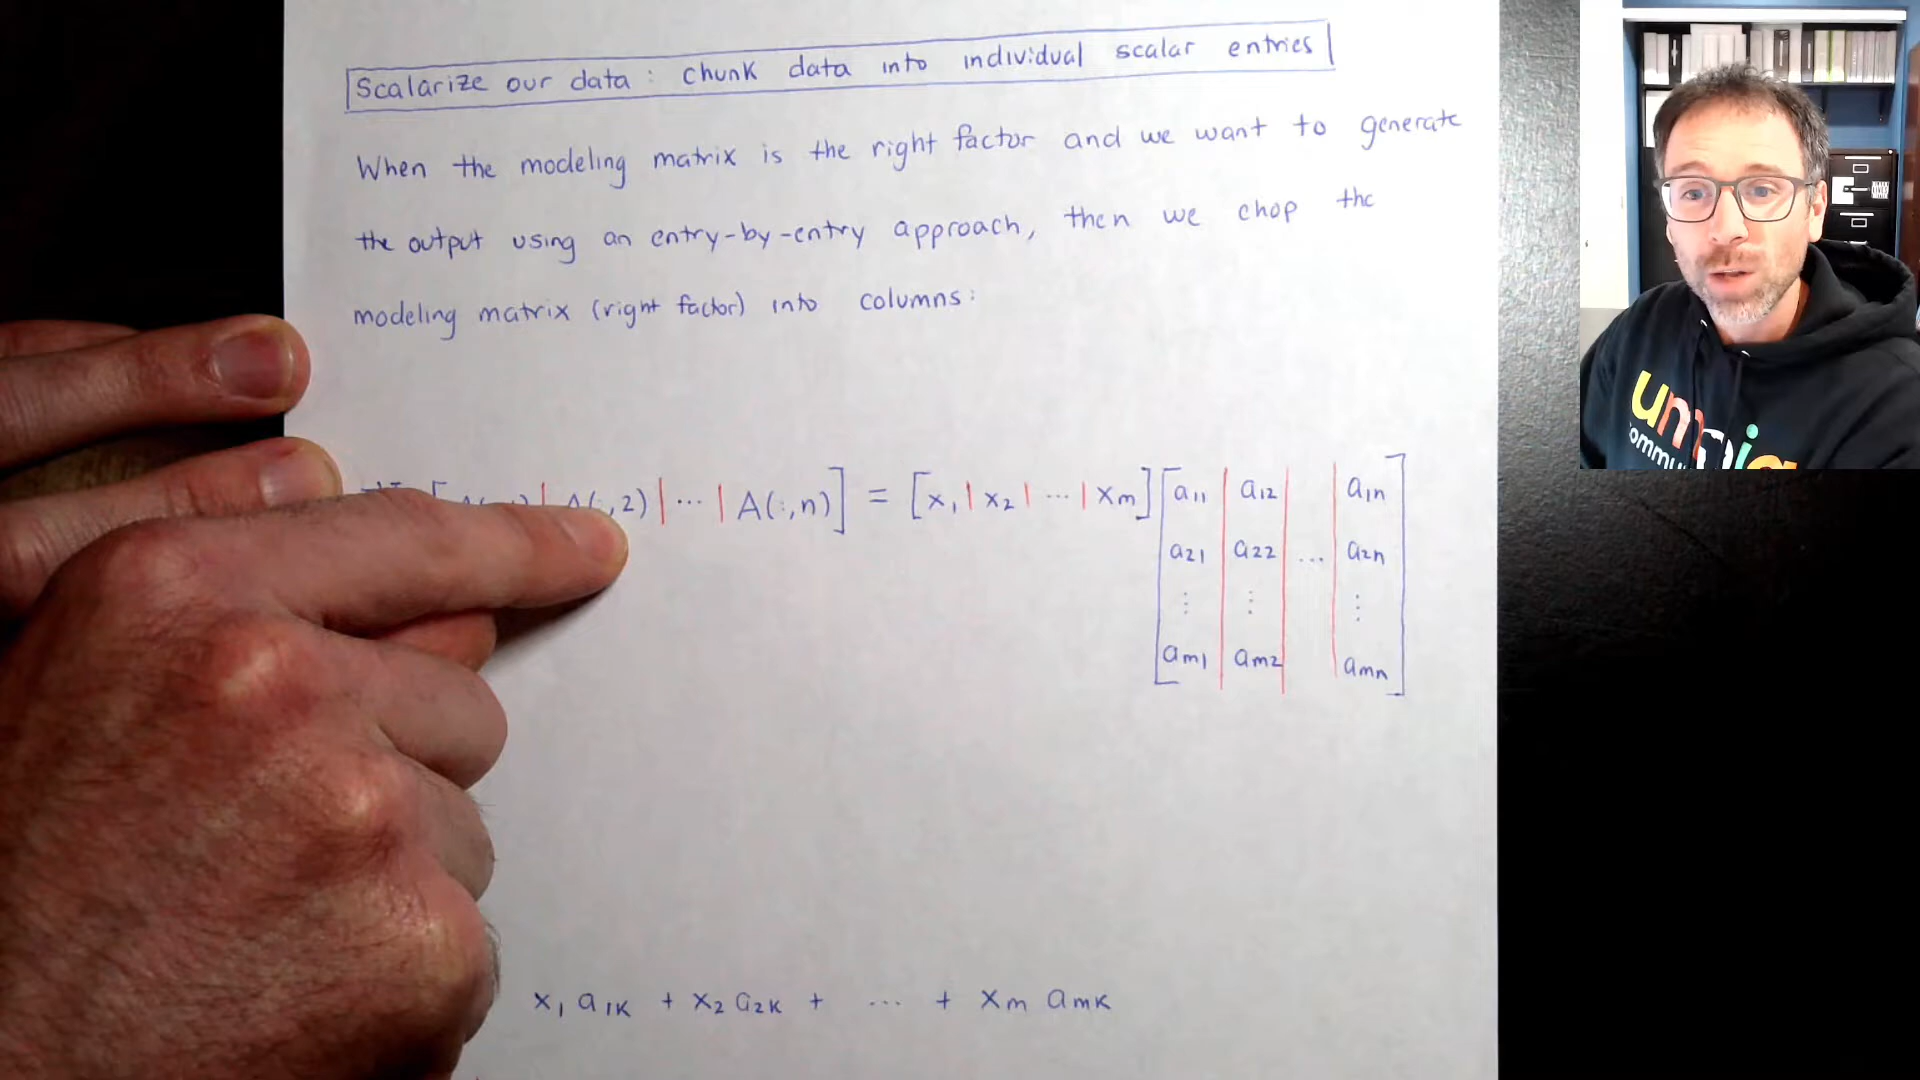 Scalarize our data : chunk data into individual scalar entries
When the modeling matrix is the right factor and we want to generate
the output using an entry-by-entry approach, then we chop the
modeling matrix (right factor) into columns:
,2) | ... | A(:,n)] = [x₁ | x₂ | ... | xₘ] [a₁₁ | a₁₂ | a₁ₙ]
a₂₁ | a₂₂ | ... | a₂ₙ
⋮ ⋮ ⋮
aₘ₁ | aₘ₂ | aₘₙ
x₁ a₁ₖ + x₂ a₂ₖ + ... + xₘ aₘₖ